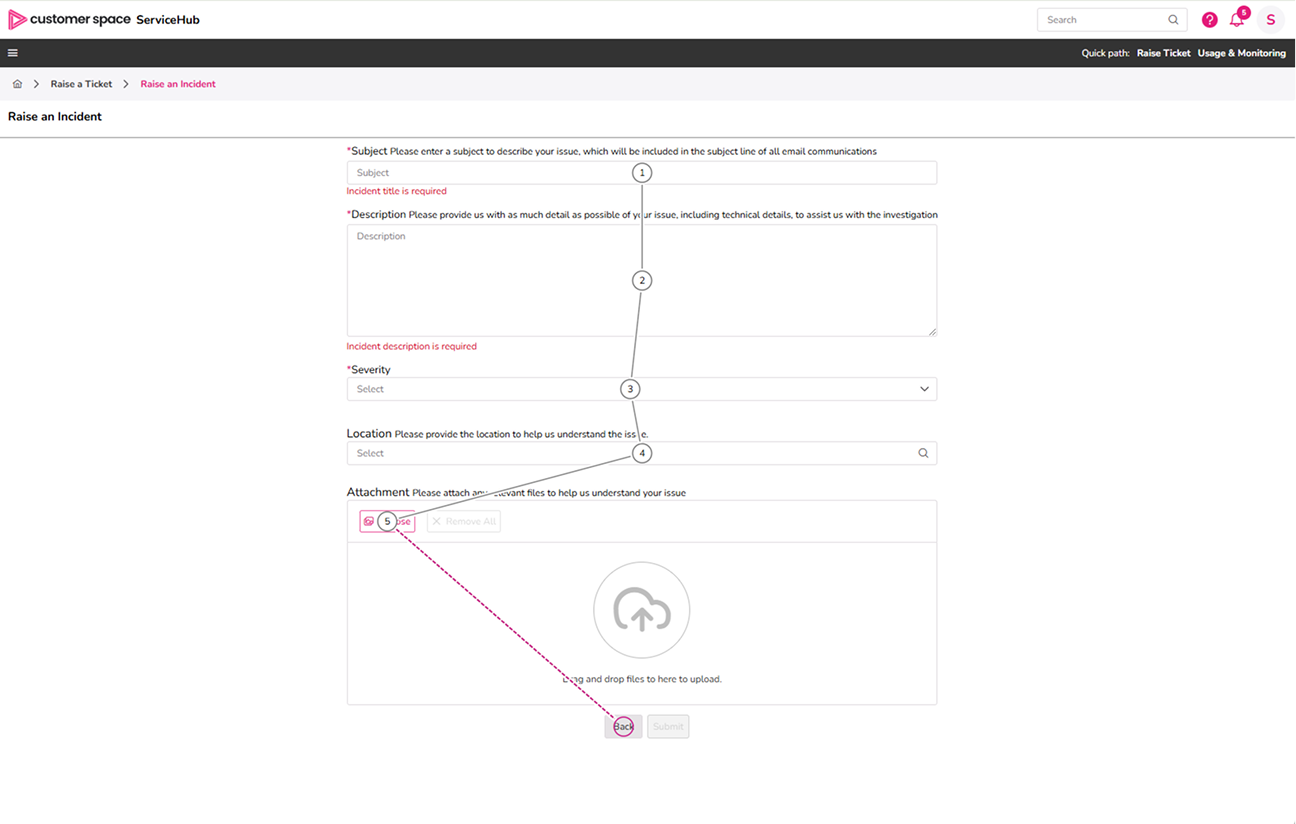 customer space ServiceHub
Search
?
5
S
Quick path: Raise Ticket Usage & Monitoring
Raise a Ticket > Raise an Incident
Raise an Incident
*Subject Please enter a subject to describe your issue, which will be included in the subject line of all email communications
Subject
1
Incident title is required
*Description Please provide us with as much detail as possible of your issue, including technical details, to assist us with the investigation
Description
2
Incident description is required
*Severity
Select
3
Location Please provide the location to help us understand the issue.
Select
4
Attachment Please attach any relevant files to help us understand your issue
5
Remove All
Drag and drop files to here to upload.
Back
Submit